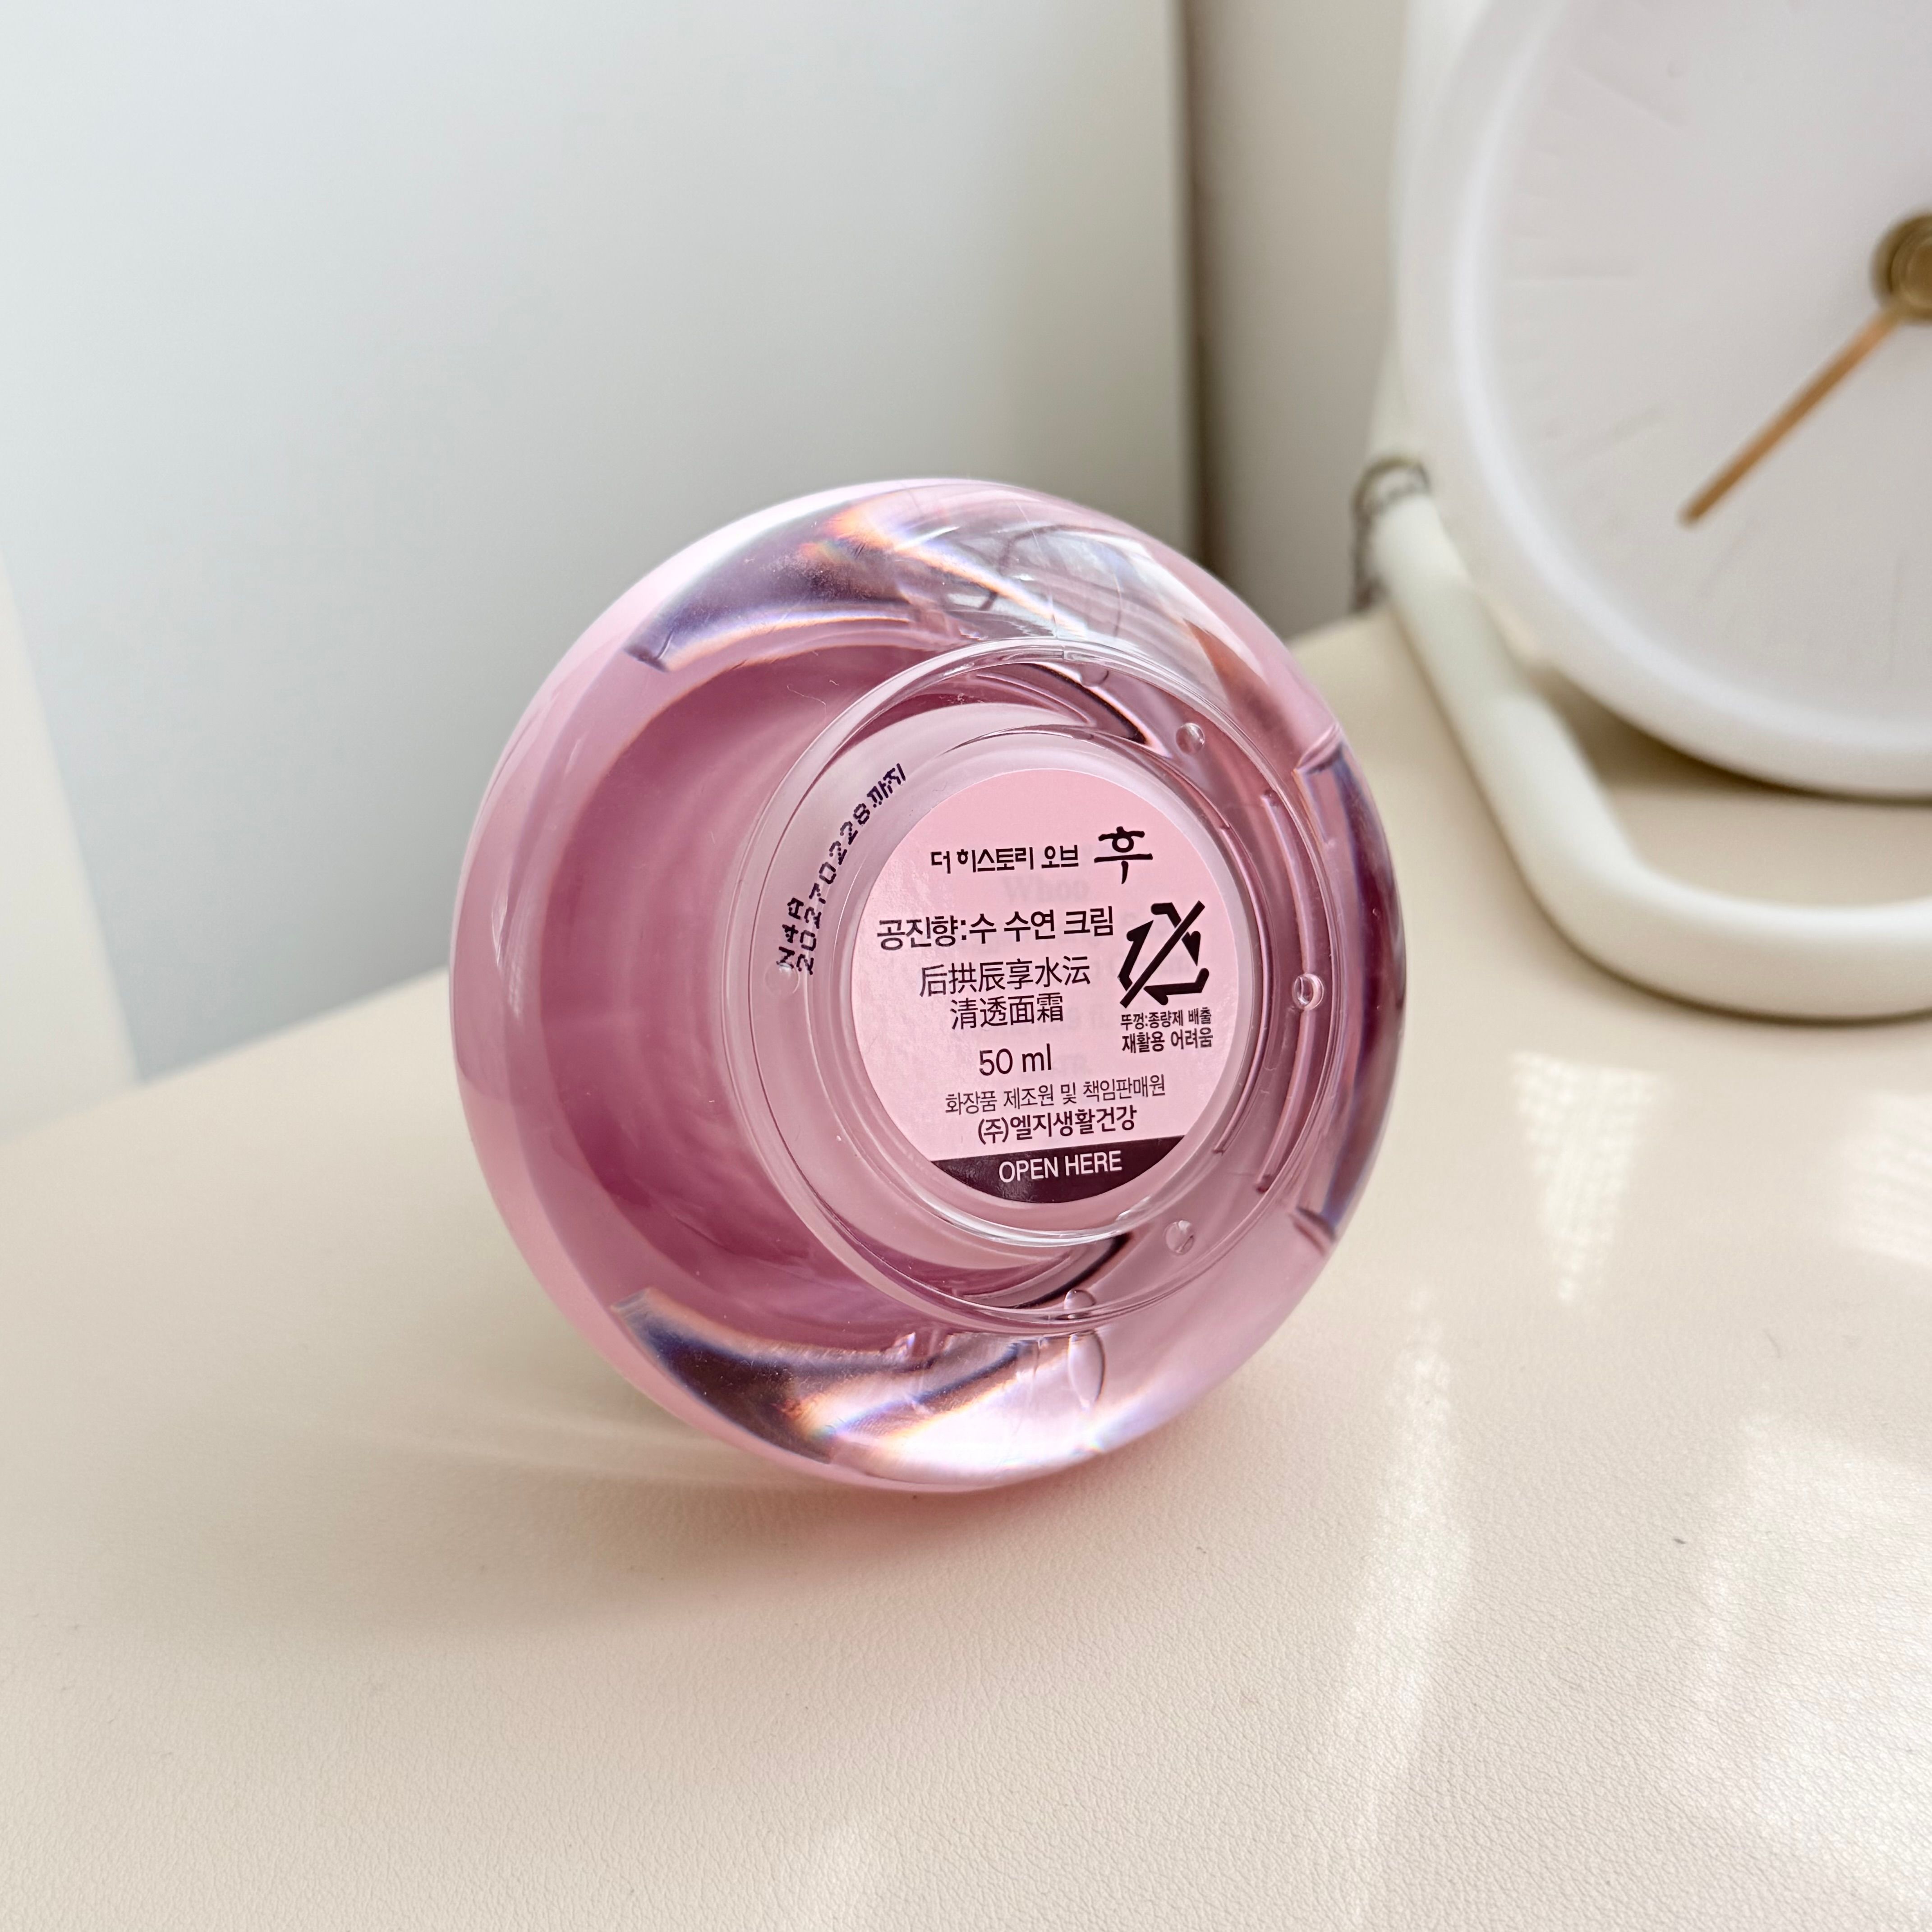 N4A
20270228까지
더 히스토리 오브 후
공진향:수 수연 크림
后拱辰享水沄
清透面霜
50 ml
뚜껑:종량제 배출
재활용 어려움
화장품 제조원 및 책임판매원
(주)엘지생활건강
OPEN HERE